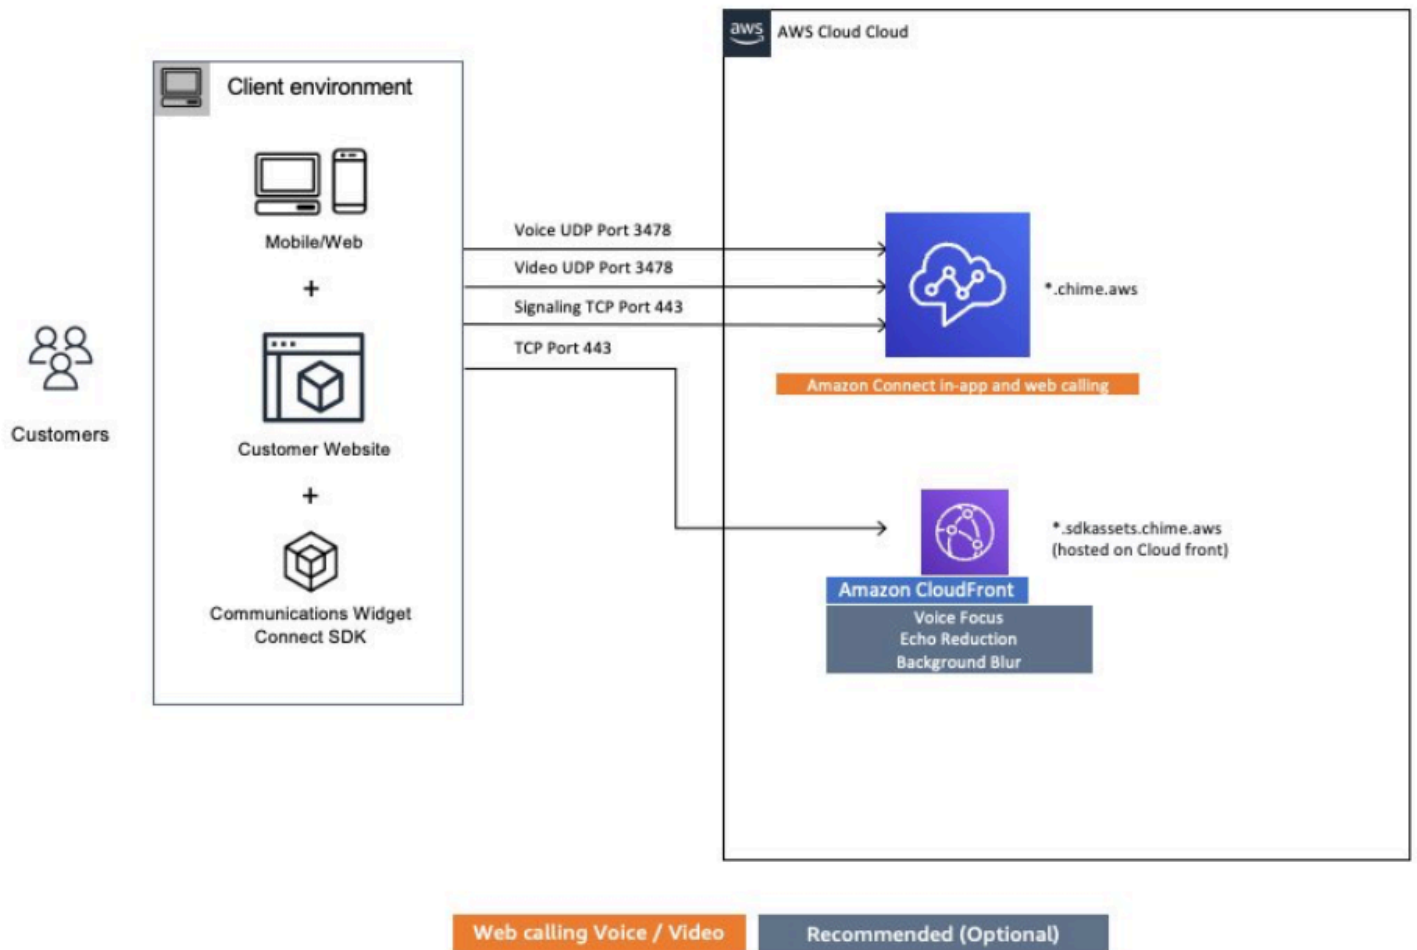 aws
AWS Cloud Cloud
Client environment
Mobile/Web
+
Customer Website
+
Communications Widget
Connect SDK
Customers
Voice UDP Port 3478
Video UDP Port 3478
Signaling TCP Port 443
TCP Port 443
*.chime.aws
Amazon Connect in-app and web calling
*.sdkassets.chime.aws
(hosted on Cloud front)
Amazon CloudFront
Voice Focus
Echo Reduction
Background Blur
Web calling Voice / Video
Recommended (Optional)